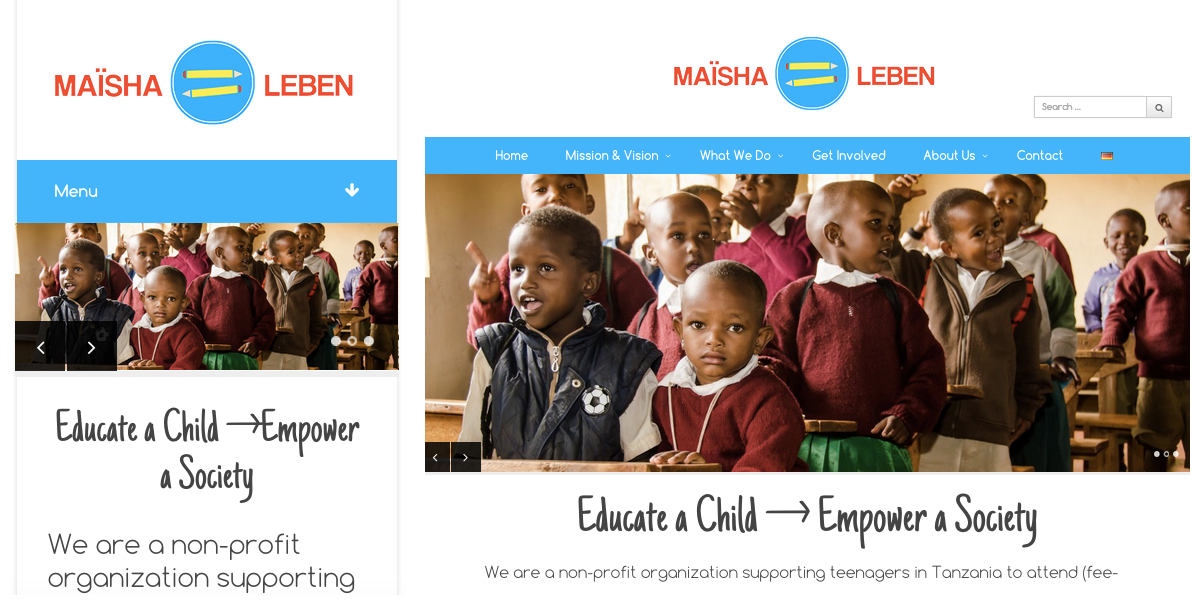 MAÏSHA LEBEN
Menu
Educate a Child →Empower
a Society
We are a non-profit
organization supporting
MAÏSHA LEBEN
Search ...
Home Mission & Vision What We Do Get Involved About Us Contact
Educate a Child → Empower a Society
We are a non-profit organization supporting teenagers in Tanzania to attend (fee-